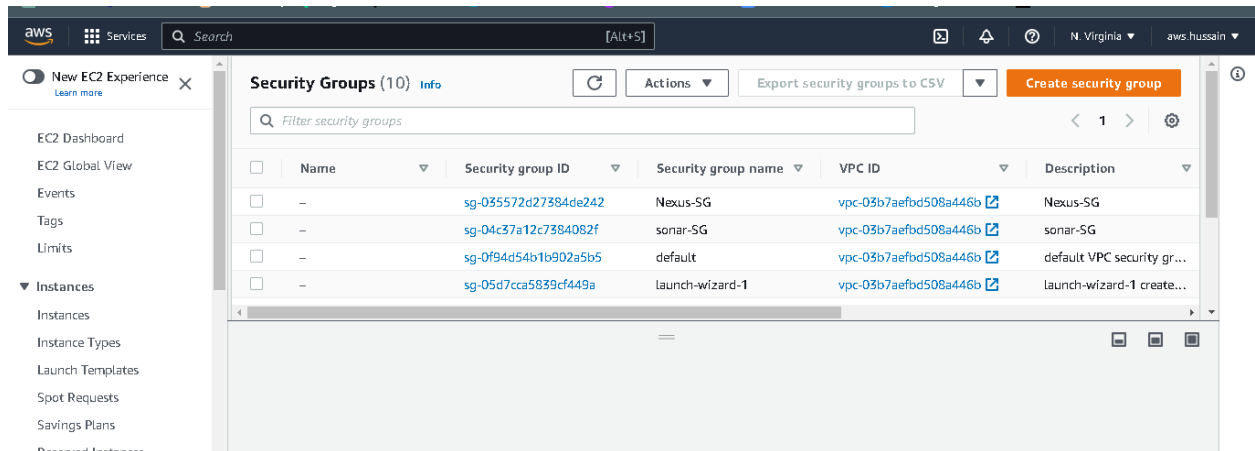 aws Services Search [Alt+S] N. Virginia aws.hussain
New EC2 Experience
Learn more
EC2 Dashboard
EC2 Global View
Events
Tags
Limits
Instances
Instances
Instance Types
Launch Templates
Spot Requests
Savings Plans
Reserved Instances
Security Groups (10) Info Actions Export security groups to CSV Create security group
Filter security groups 1
Name Security group ID Security group name VPC ID Description
– sg-035572d27384de242 Nexus-SG vpc-03b7aefbd508a446b Nexus-SG
– sg-04c37a12c7384082f sonar-SG vpc-03b7aefbd508a446b sonar-SG
– sg-0f94d54b1b902a5b5 default vpc-03b7aefbd508a446b default VPC security gr...
– sg-05d7cca5839cf449a launch-wizard-1 vpc-03b7aefbd508a446b launch-wizard-1 create...